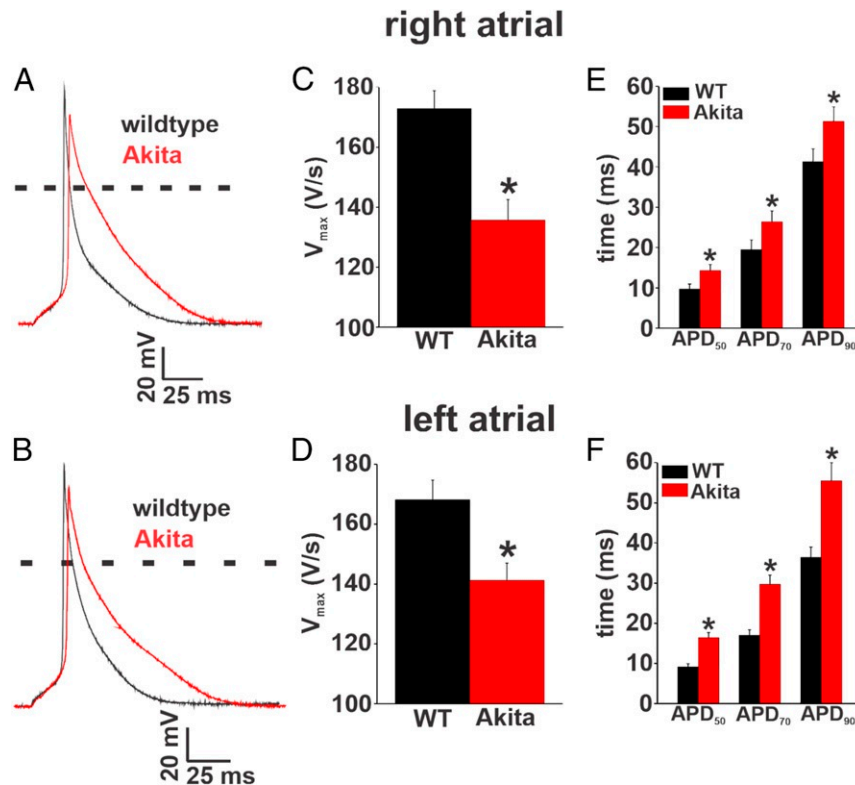 right atrial
A
wildtype
Akita
20 mV
25 ms
C
180
160
140
120
100
Vmax (V/s)
*
WT
Akita
E
60
50
40
30
20
10
0
time (ms)
WT
Akita
*
*
*
APD50
APD70
APD90
left atrial
B
wildtype
Akita
20 mV
25 ms
D
180
160
140
120
100
Vmax (V/s)
*
WT
Akita
F
60
50
40
30
20
10
0
time (ms)
WT
Akita
*
*
*
APD50
APD70
APD90